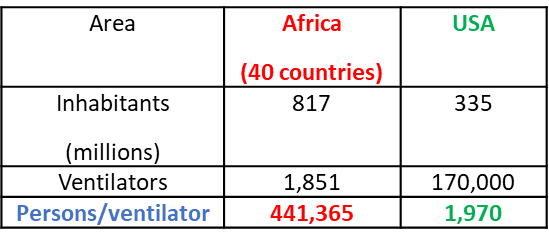 Area Africa USA
(40 countries)
Inhabitants 817 335
(millions)
Ventilators 1,851 170,000
Persons/ventilator 441,365 1,970